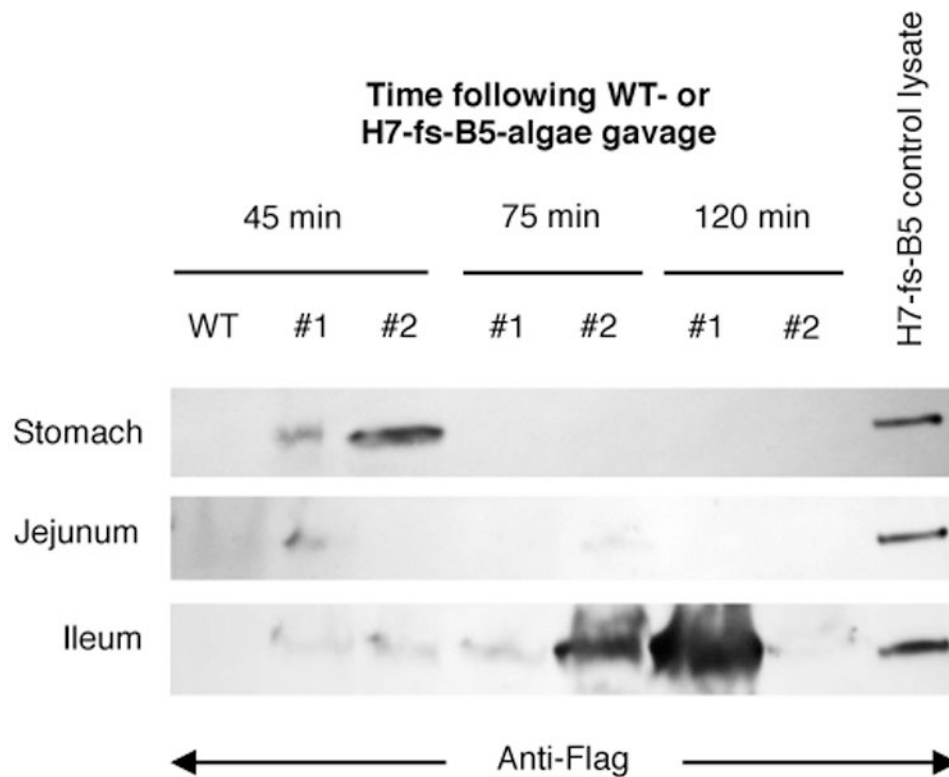 Time following WT- or
H7-fs-B5-algae gavage
H7-fs-B5 control lysate
45 min 75 min 120 min
WT #1 #2 #1 #2 #1 #2
Stomach
Jejunum
Ileum
Anti-Flag